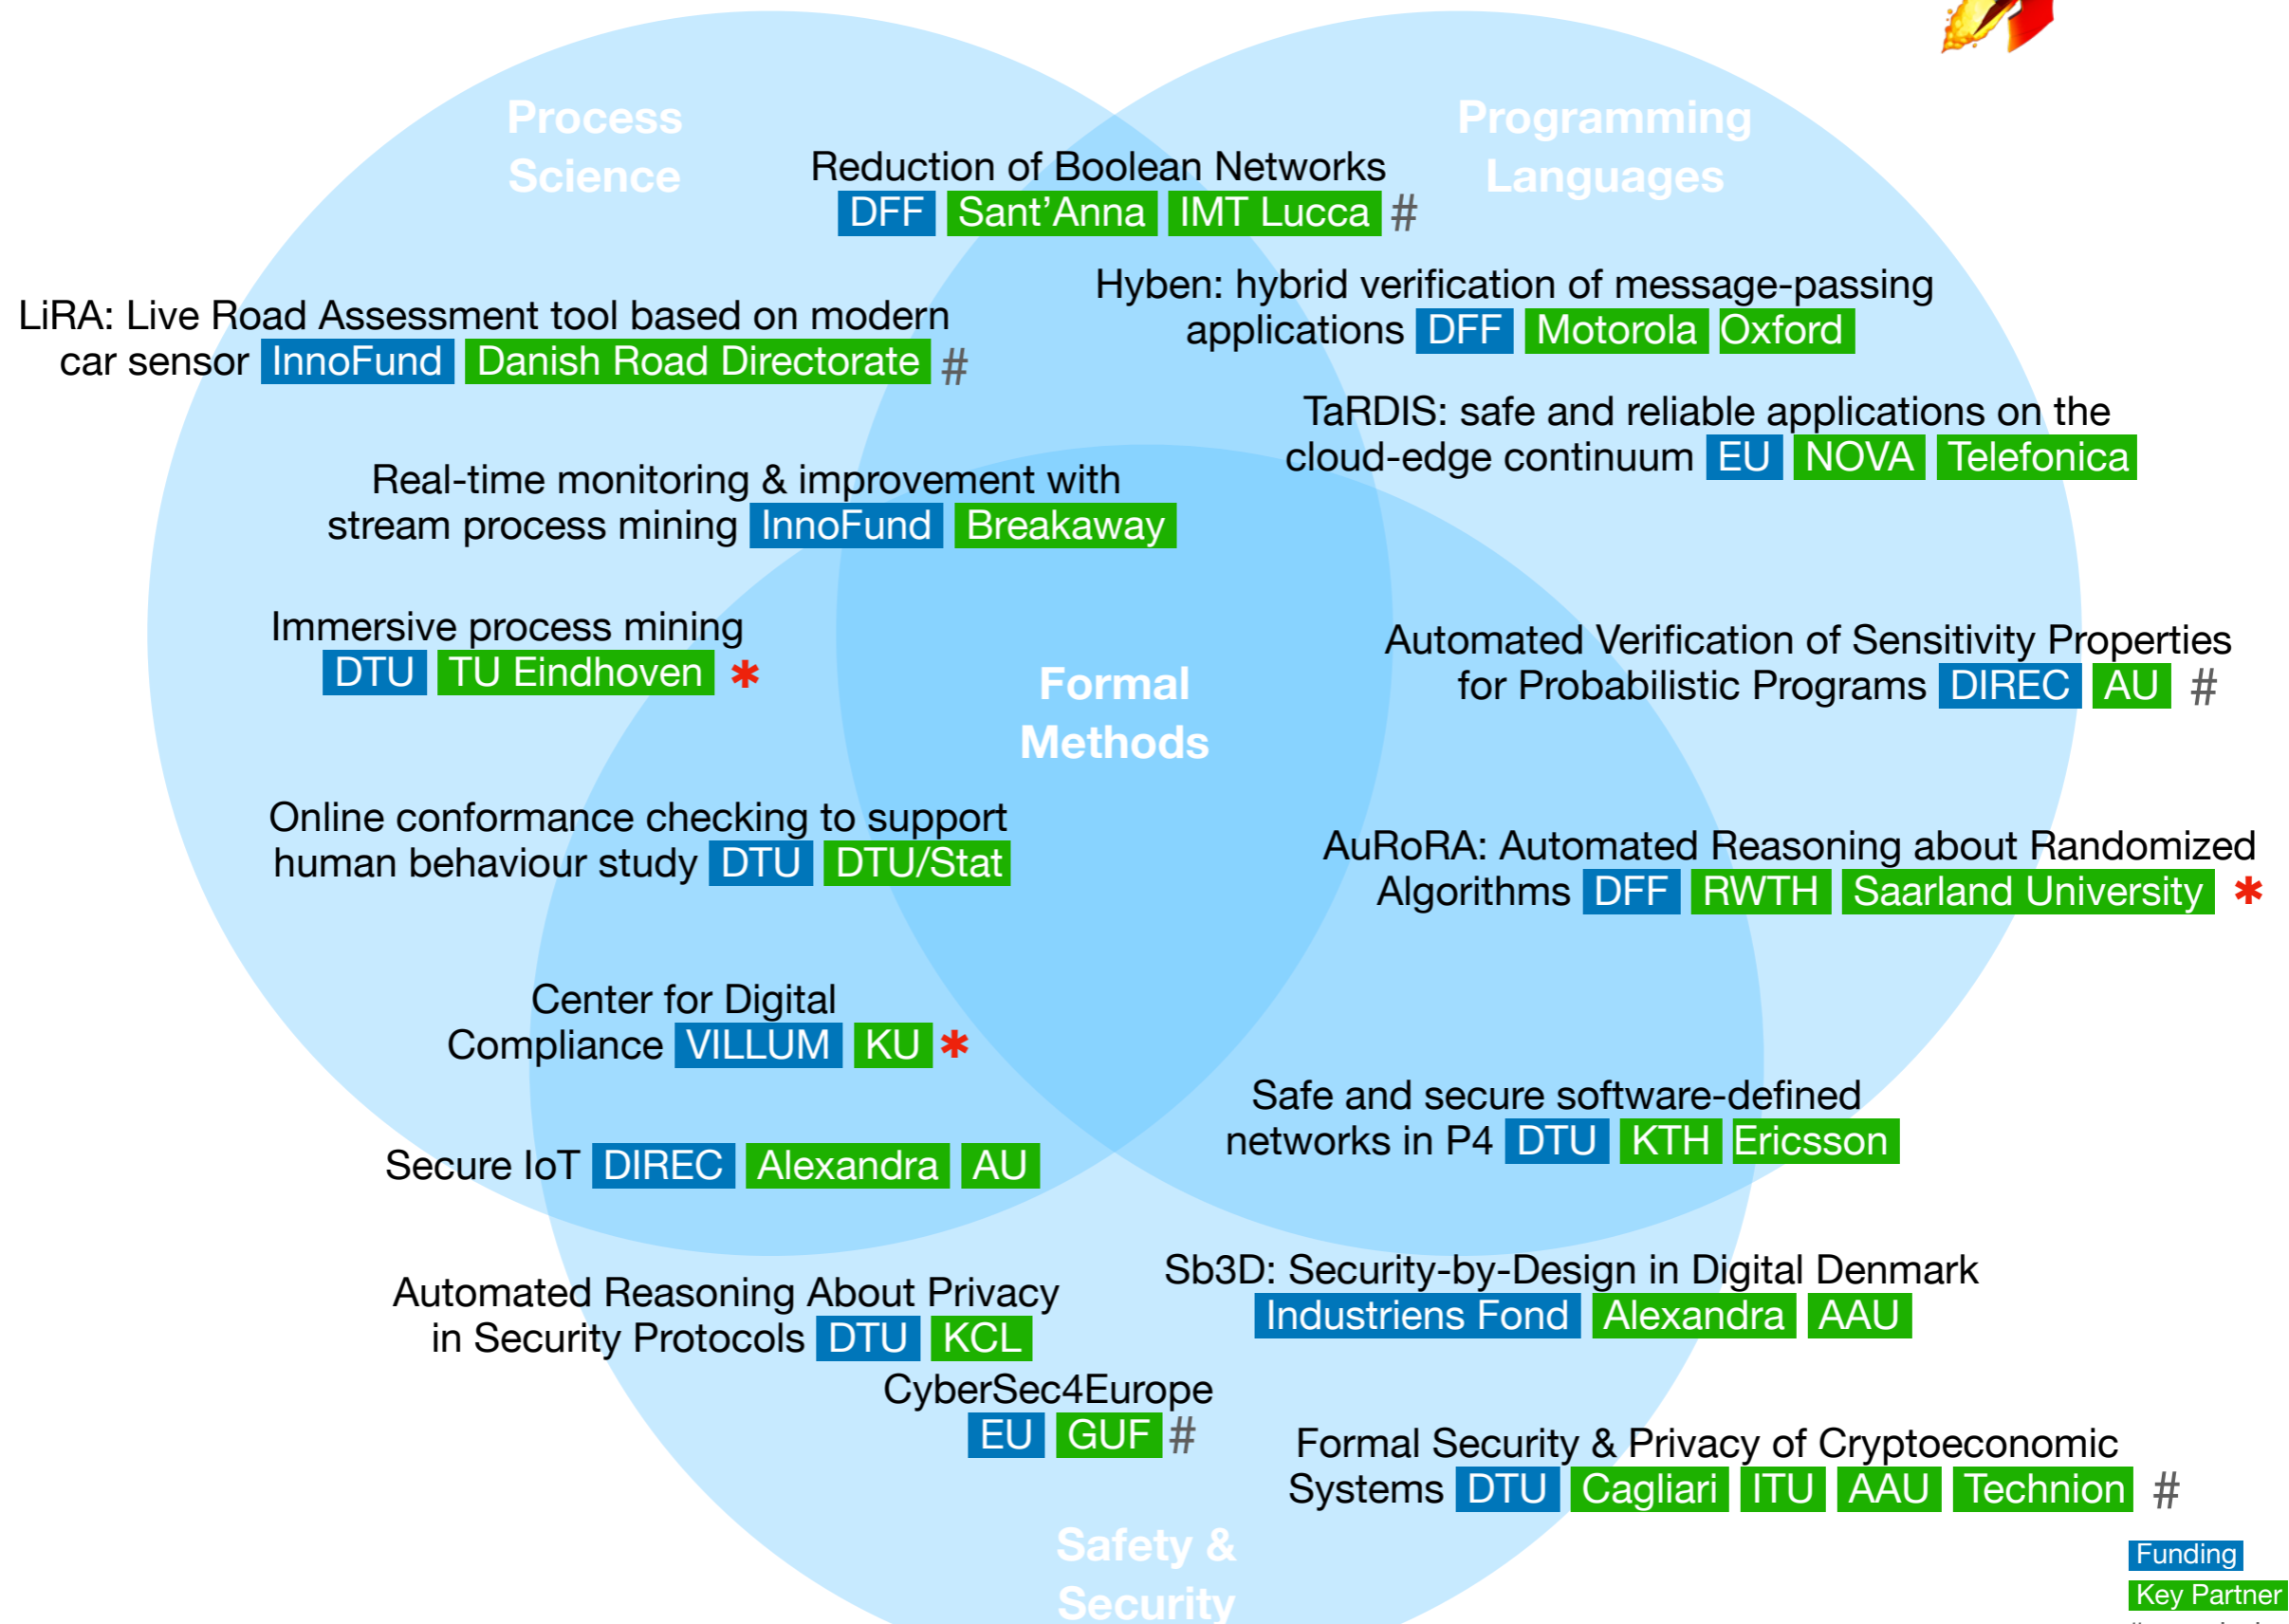 Process
Science
Programming
Languages
Reduction of Boolean Networks
DFF Sant'Anna IMT Lucca #
Hyben: hybrid verification of message-passing
applications DFF Motorola Oxford
LiRA: Live Road Assessment tool based on modern
car sensor InnoFund Danish Road Directorate #
TaRDIS: safe and reliable applications on the
cloud-edge continuum EU NOVA Telefonica
Real-time monitoring & improvement with
stream process mining InnoFund Breakaway
Immersive process mining
DTU TU Eindhoven *
Automated Verification of Sensitivity Properties
for Probabilistic Programs DIREC AU #
Formal
Methods
Online conformance checking to support
human behaviour study DTU DTU/Stat
AuRoRA: Automated Reasoning about Randomized
Algorithms DFF RWTH Saarland University *
Center for Digital
Compliance VILLUM KU *
Safe and secure software-defined
networks in P4 DTU KTH Ericsson
Secure IoT DIREC Alexandra AU
Sb3D: Security-by-Design in Digital Denmark
Industriens Fond Alexandra AAU
Automated Reasoning About Privacy
in Security Protocols DTU KCL
CyberSec4Europe
EU GUF #
Formal Security & Privacy of Cryptoeconomic
Systems DTU Cagliari ITU AAU Technion #
Safety &
Security
Funding
Key Partner